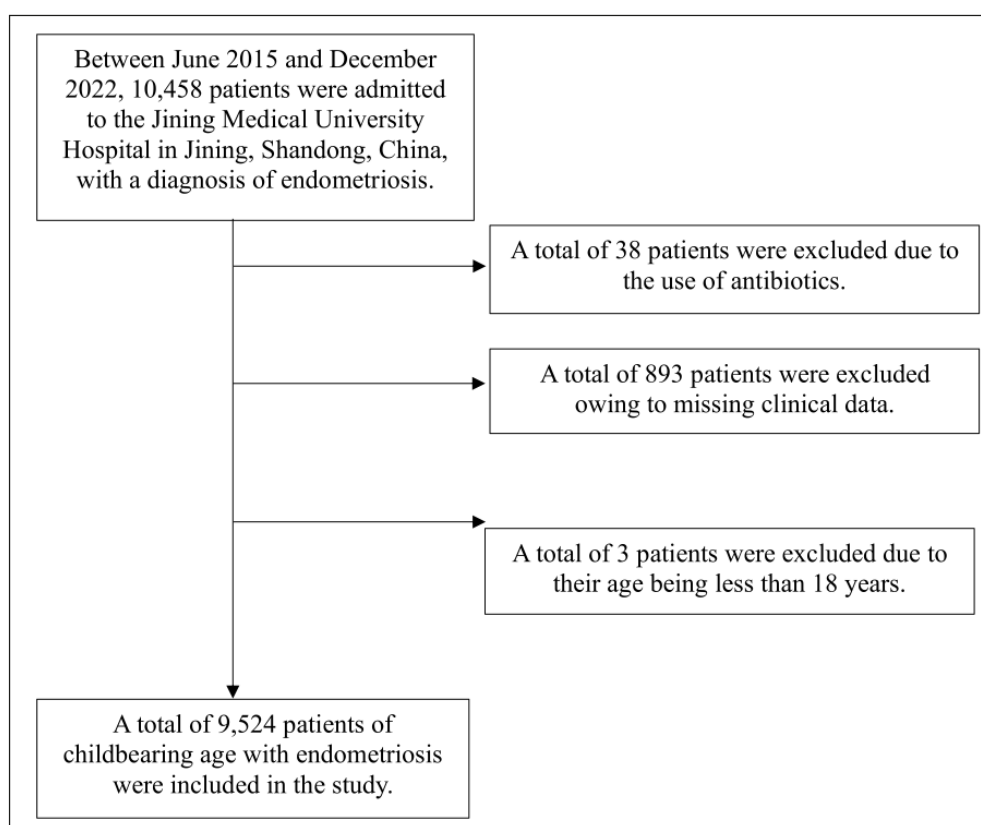 Between June 2015 and December
2022, 10,458 patients were admitted
to the Jining Medical University
Hospital in Jining, Shandong, China,
with a diagnosis of endometriosis.
A total of 38 patients were excluded due to
the use of antibiotics.
A total of 893 patients were excluded
owing to missing clinical data.
A total of 3 patients were excluded due to
their age being less than 18 years.
A total of 9,524 patients of
childbearing age with endometriosis
were included in the study.